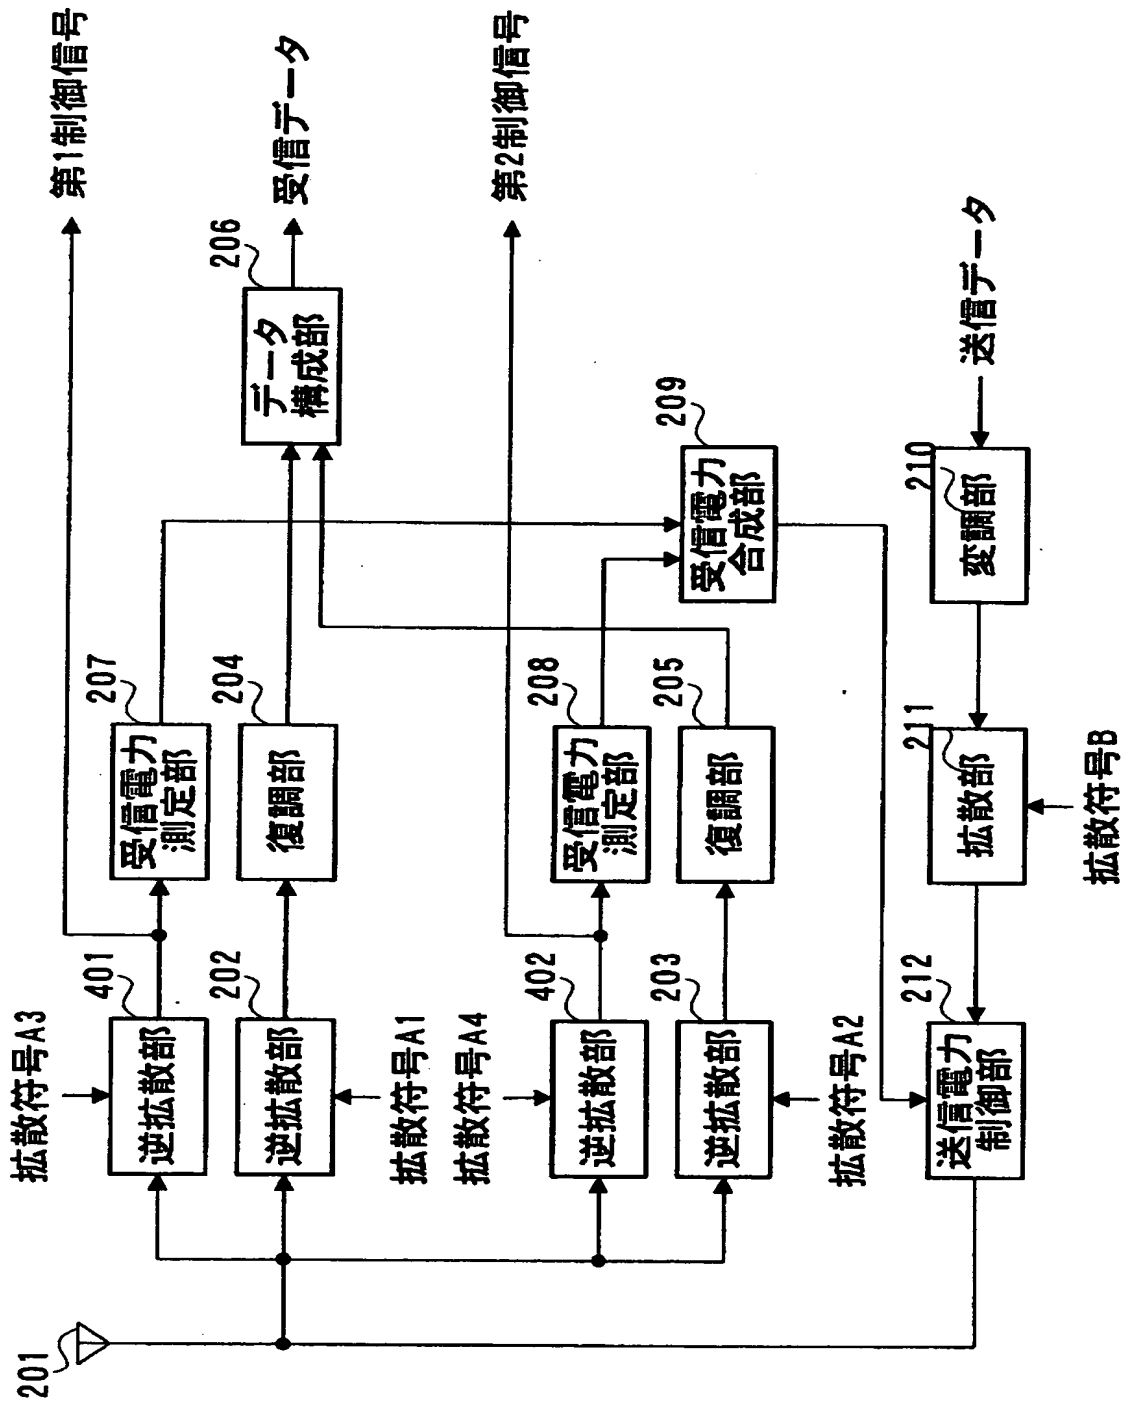 201
拡散符号A3
401
逆拡散部
207
受信電力
測定部
第1制御信号
202
逆拡散部
拡散符号A1
204
復調部
206
データ
構成部
受信データ
拡散符号A4
402
逆拡散部
208
受信電力
測定部
第2制御信号
203
逆拡散部
拡散符号A2
205
復調部
209
受信電力
合成部
212
送信電力
制御部
211
拡散部
拡散符号B
210
変調部
送信データ